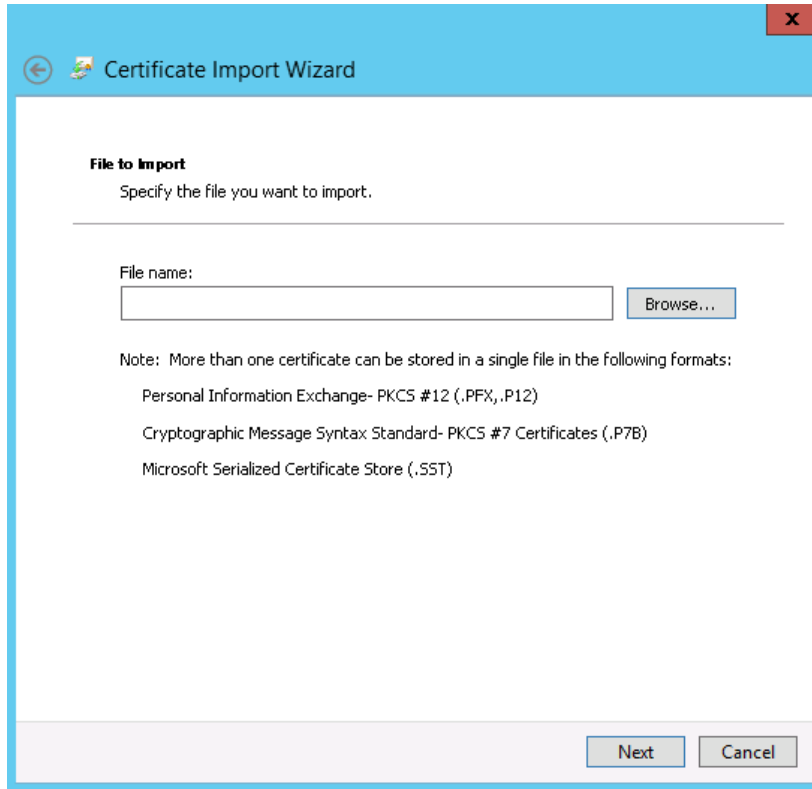 x
Certificate Import Wizard
File to Import
Specify the file you want to import.
File name:
Browse...
Note:  More than one certificate can be stored in a single file in the following formats:
Personal Information Exchange- PKCS #12 (.PFX,.P12)
Cryptographic Message Syntax Standard- PKCS #7 Certificates (.P7B)
Microsoft Serialized Certificate Store (.SST)
Next Cancel